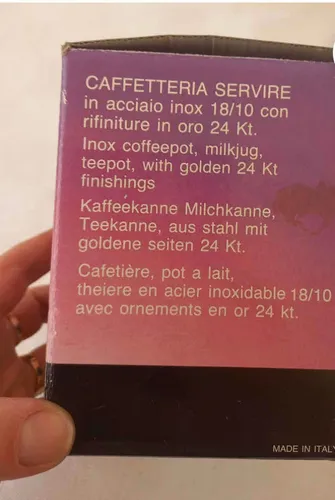 CAFFETTERIA SERVIRE
in acciaio inox 18/10 con
rifiniture in oro 24 Kt.
Inox coffeepot, milkjug,
teepot, with golden 24 Kt
finishings
Kaffeekanne Milchkanne,
Teekanne, aus stahl mit
goldene seiten 24 Kt.
Cafetière, pot a lait,
theiere en acier inoxidable 18/10
avec ornements en or 24 kt.
MADE IN ITALY